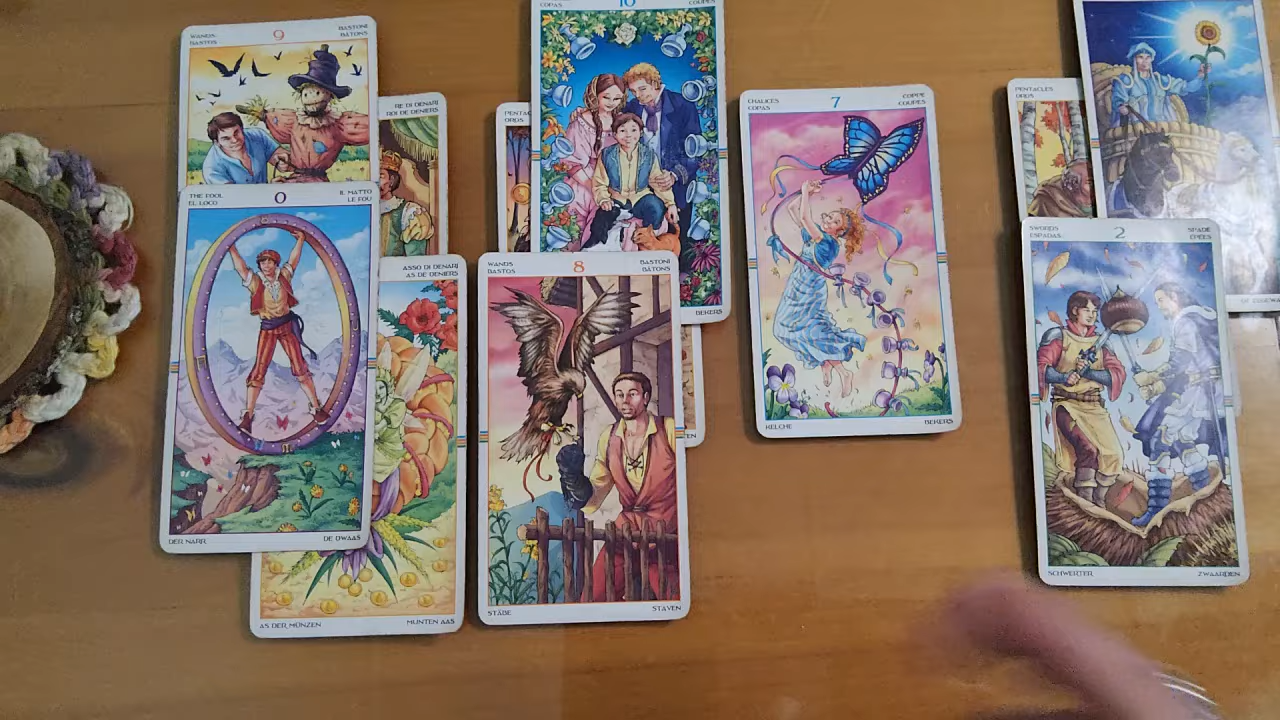 WANDS
BASTOS
9
BASTONI
BÂTONS
RE DI DENARI
ROI DE DENIERS
THE FOOL
EL LOCO
0
IL MATTO
LE FOU
DER NARR
DE DWAAS
ASSO DI DENARI
AS DE DENIERS
AS DER MÜNZEN
MUNTEN AAS
PENTAC
OROS
COPAS
10
COUPES
BEKERS
TEN
WANDS
BASTOS
8
BASTONI
BÂTONS
STÄBE
STAVEN
CHALICES
COPAS
7
COPPE
COUPES
KELCHE
BEKERS
PENTACLES
OROS
SWORDS
ESPADAS
2
SPADE
ÉPÉES
SCHWERTER
ZWAARDEN